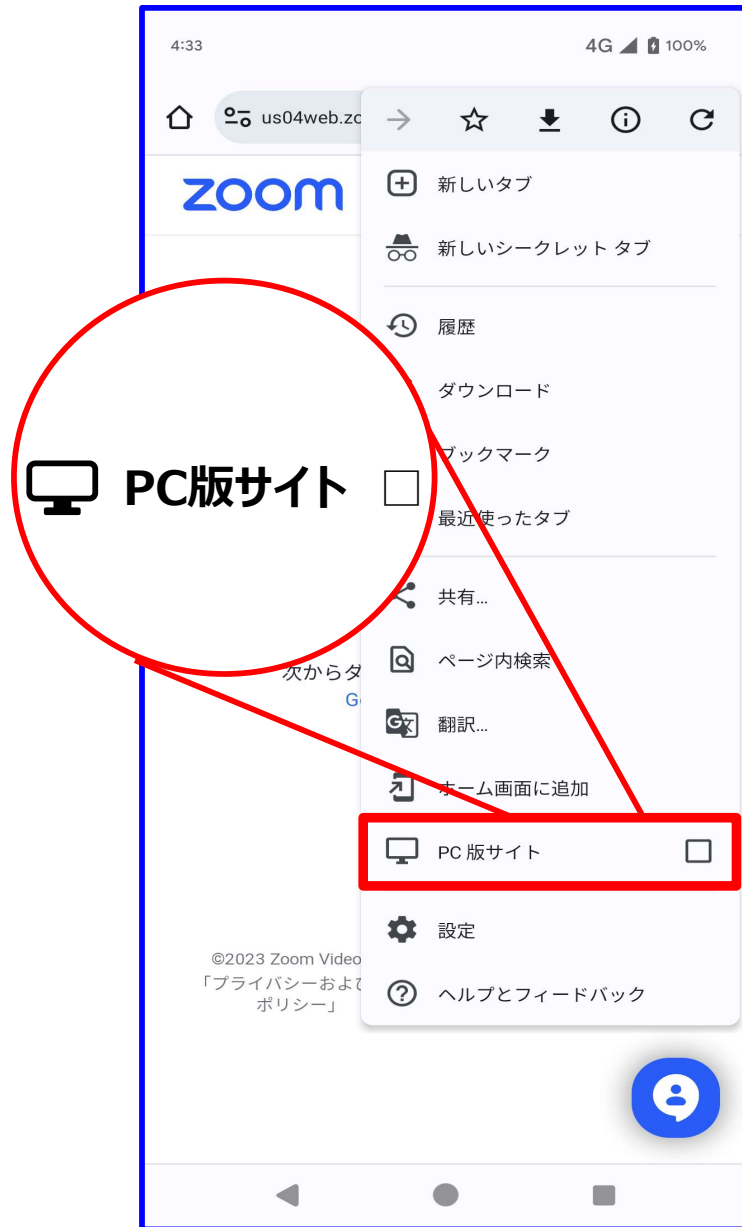 4:33
4G
100%
us04web.zo
zoom
新しいタブ
新しいシークレット タブ
履歴
ダウンロード
ブックマーク
最近使ったタブ
PC版サイト
共有...
ページ内検索
次からダ
翻訳...
ホーム画面に追加
PC 版サイト
設定
©2023 Zoom Video
「プライバシーおよび
ヘルプとフィードバック
ポリシー」